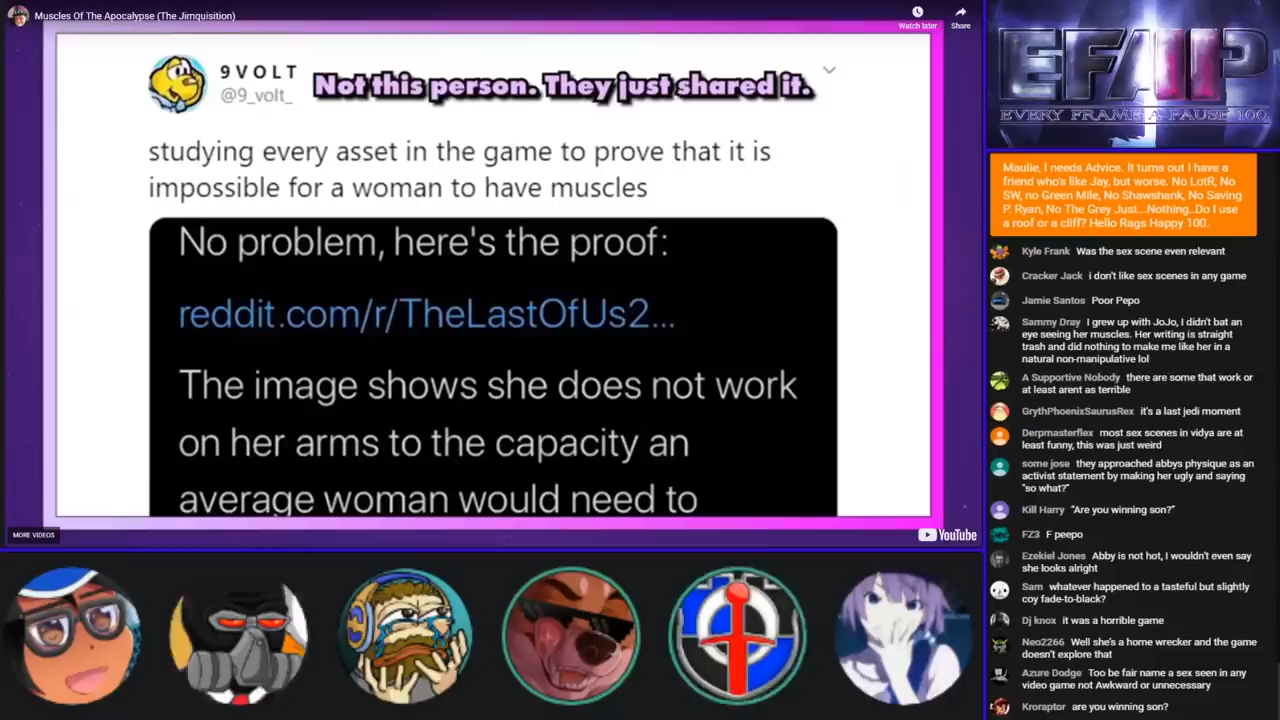 Muscles Of The Apocalypse (The Jimquisition)
Watch later
Share
9VOLT
@9_volt_
Not this person. They just shared it.
studying every asset in the game to prove that it is
impossible for a woman to have muscles
No problem, here's the proof:
reddit.com/r/TheLastOfUs2...
The image shows she does not work
on her arms to the capacity an
average woman would need to
MORE VIDEOS
YouTube
EFAP
EVERY FRAME A PAUSE 100
Maulie, I needs Advice. It turns out I have a
friend who's like Jay, but worse. No LotR, No
SW, no Green Mile, No Shawshank, No Saving
P. Ryan, No The Grey Just....Nothing..Do I use
a roof or a cliff? Hello Rags Happy 100.
Kyle Frank Was the sex scene even relevant
Cracker Jack i don't like sex scenes in any game
Jamie Santos Poor Pepo
Sammy Dray I grew up with JoJo, I didn't bat an
eye seeing her muscles. Her writing is straight
trash and did nothing to make me like her in a
natural non-manipulative lol
A Supportive Nobody there are some that work or
at least arent as terrible
GrythPhoenixSaurusRex it's a last jedi moment
Derpmasterflex most sex scenes in vidya are at
least funny, this was just weird
some jose they approached abbys physique as an
activist statement by making her ugly and saying
"so what?"
Kill Harry "Are you winning son?"
FZ3 F peepo
Ezekiel Jones Abby is not hot, I wouldn't even say
she looks alright
Sam whatever happened to a tasteful but slightly
coy fade-to-black?
Dj knox it was a horrible game
Neo2266 Well she's a home wrecker and the game
doesn't explore that
Azure Dodge Too be fair name a sex seen in any
video game not Awkward or unnecessary
Kroraptor are you winning son?